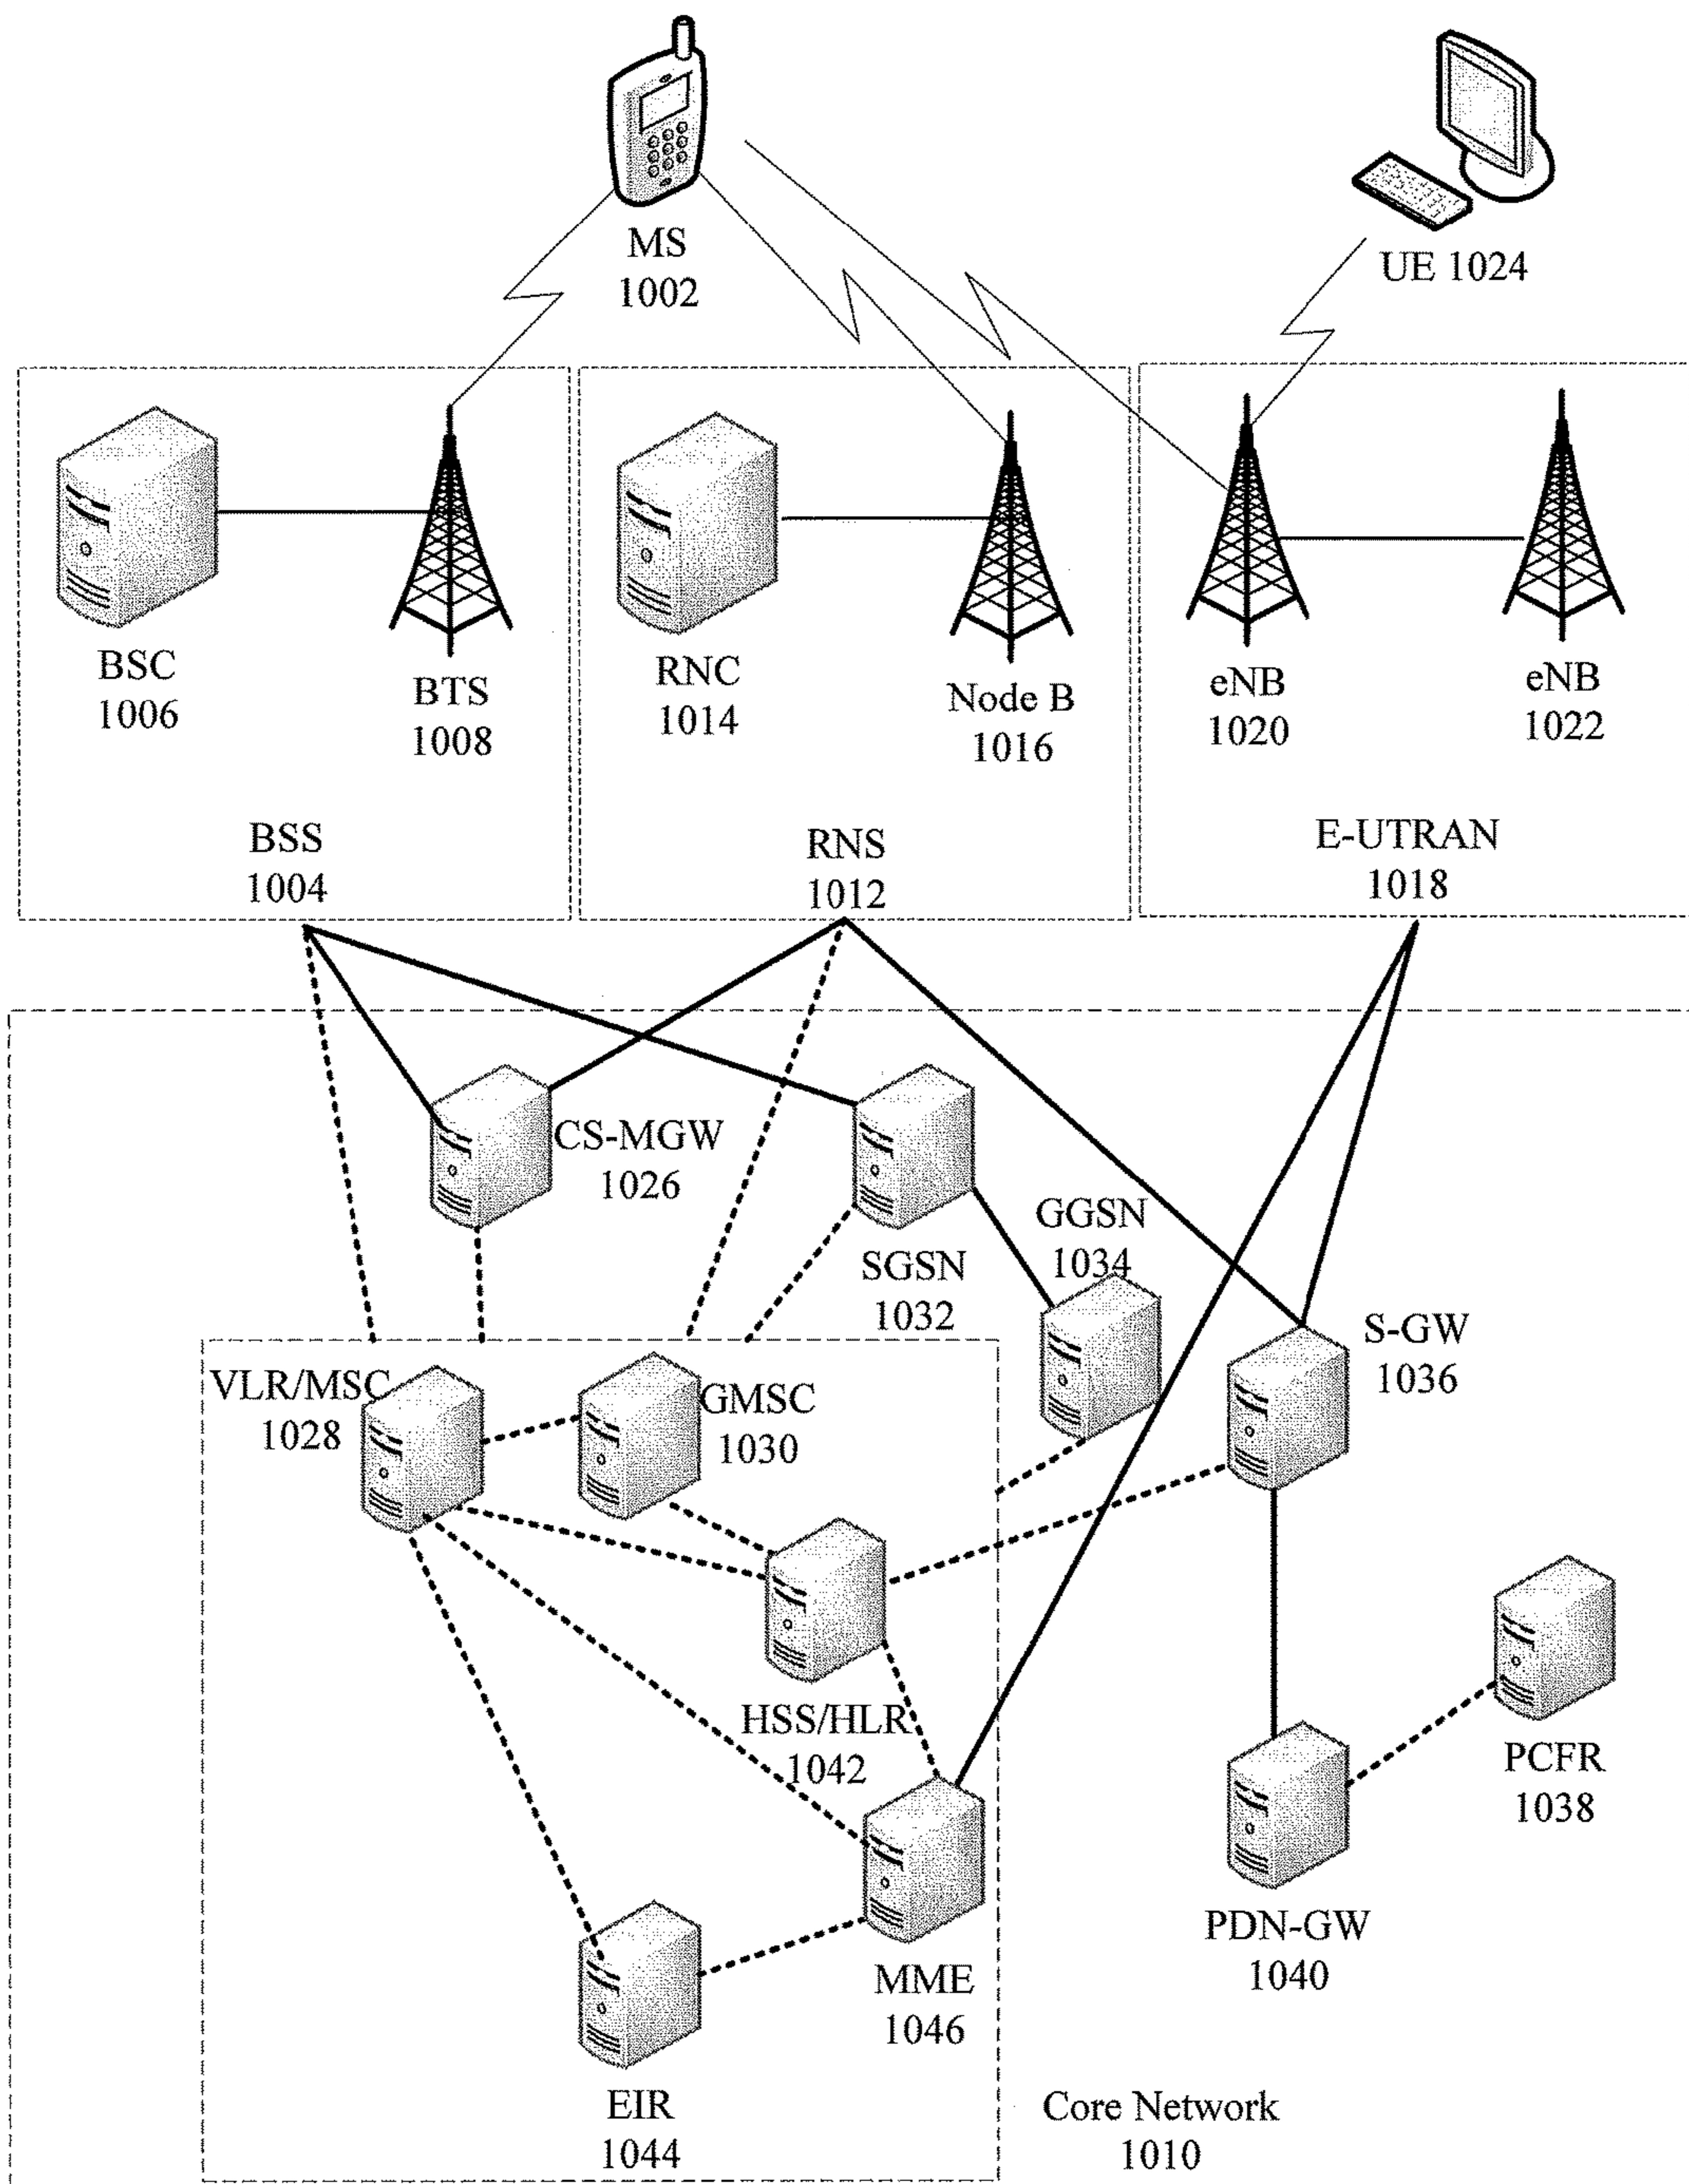 MS
1002
UE 1024
BSC
1006
BTS
1008
RNC
1014
Node B
1016
eNB
1020
eNB
1022
BSS
1004
RNS
1012
E-UTRAN
1018
CS-MGW
1026
SGSN
1032
GGSN
1034
S-GW
1036
VLR/MSC
1028
GMSC
1030
HSS/HLR
1042
PCFR
1038
PDN-GW
1040
MME
1046
EIR
1044
Core Network
1010